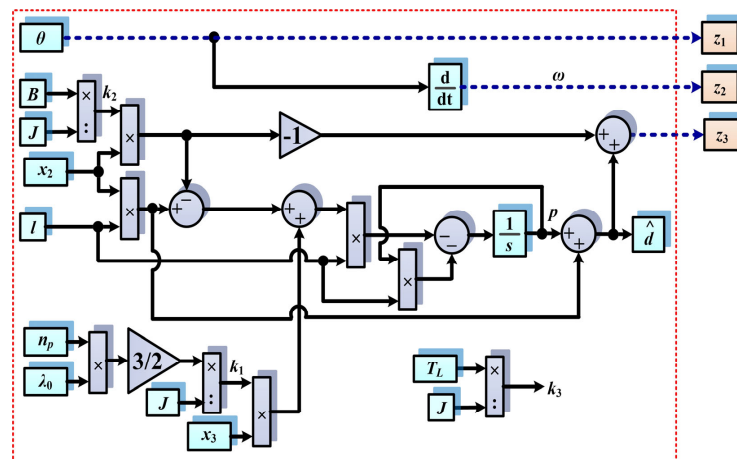 θ
z1
d/dt
ω
z2
B
J
×
:
k2
×
-1
+
+
z3
x2
l
×
+
−
+
+
×
−
−
1/s
p
+
+
d̂
×
np
λ0
×
3/2
J
×
:
k1
x3
×
TL
J
×
:
k3